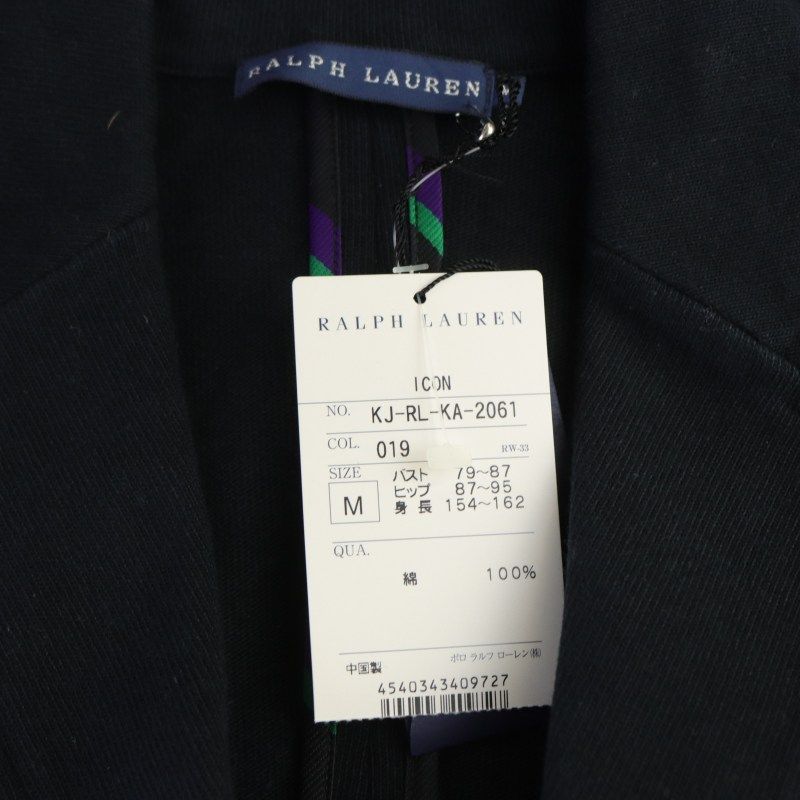 RALPH LAUREN
RALPH LAUREN
ICON
NO. KJ-RL-KA-2061
COL. 019 RW-33
SIZE バスト 79~87
M ヒップ 87~95
身長 154~162
QUA.
綿 100%
ポロ ラルフ ローレン(株)
中国製
4540343409727